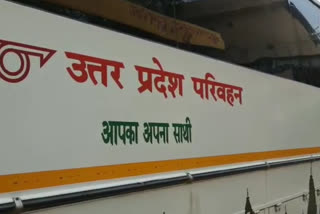 उत्तर प्रदेश परिवहन
आपका अपना साथी